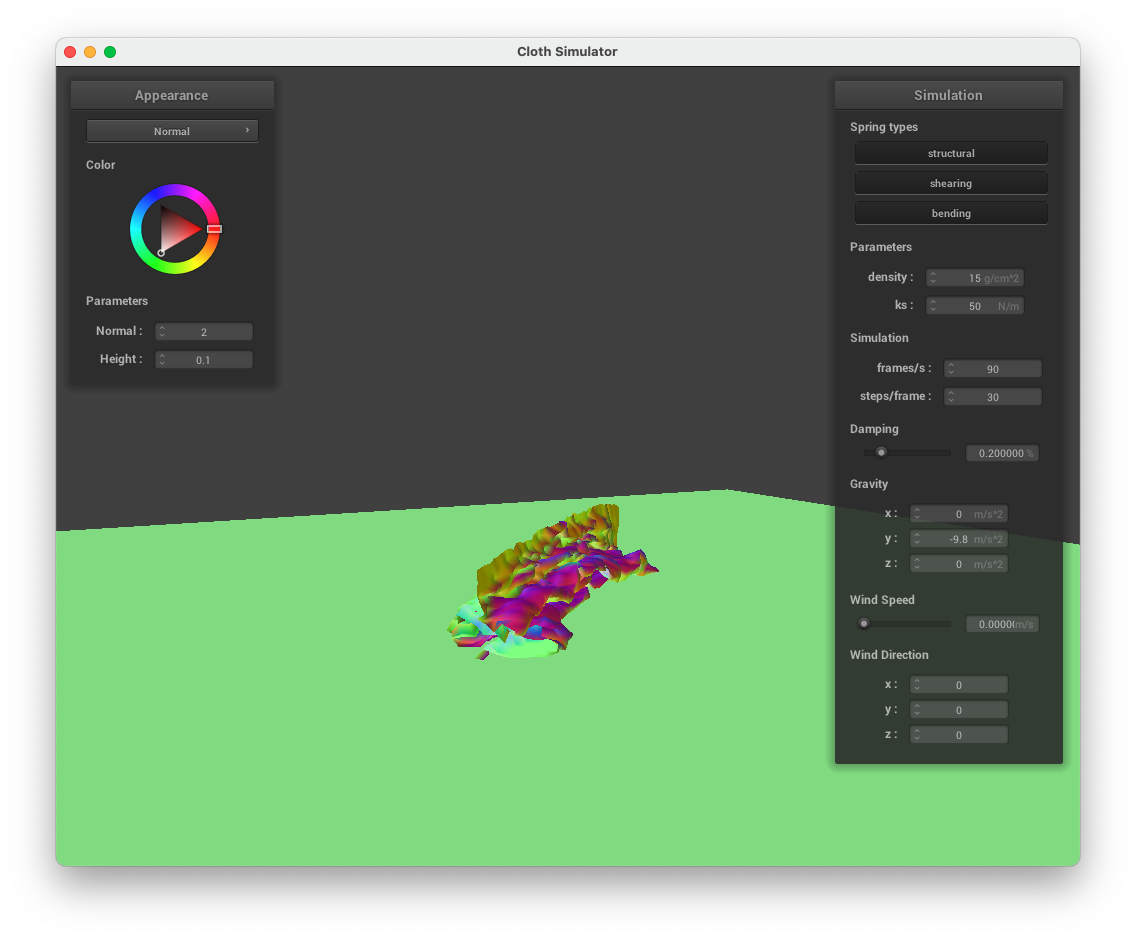 Cloth Simulator
Appearance
Normal
Color
Parameters
Normal : 2
Height : 0.1
Simulation
Spring types
structural
shearing
bending
Parameters
density : 15 g/cm^2
ks : 50 N/m
Simulation
frames/s : 90
steps/frame : 30
Damping
0.200000 %
Gravity
x : 0 m/s^2
y : -9.8 m/s^2
z : 0 m/s^2
Wind Speed
0.0000 m/s
Wind Direction
x : 0
y : 0
z : 0